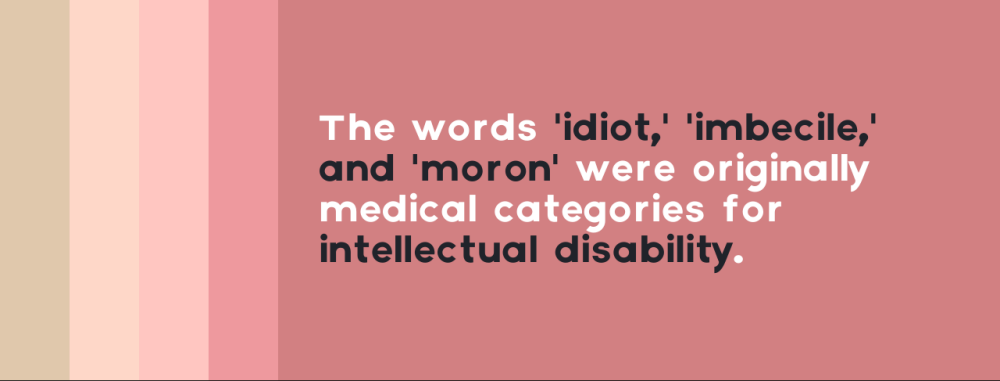 The words 'idiot,' 'imbecile,'
and 'moron' were originally
medical categories for
intellectual disability.